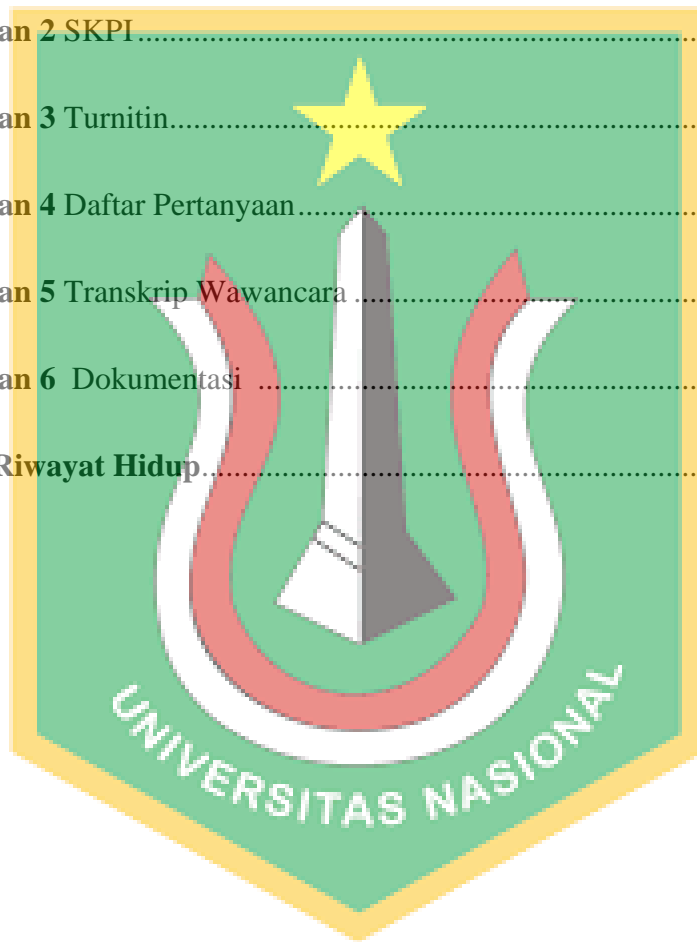 an 2 SKPI........................................................................
an 3 Turnitin....................................................................
an 4 Daftar Pertanyaan....................................................
an 5 Transkrip Wawancara ..............................................
an 6  Dokumentasi  ..........................................................
Riwayat Hidup................................................................
UNIVERSITAS NASIONAL